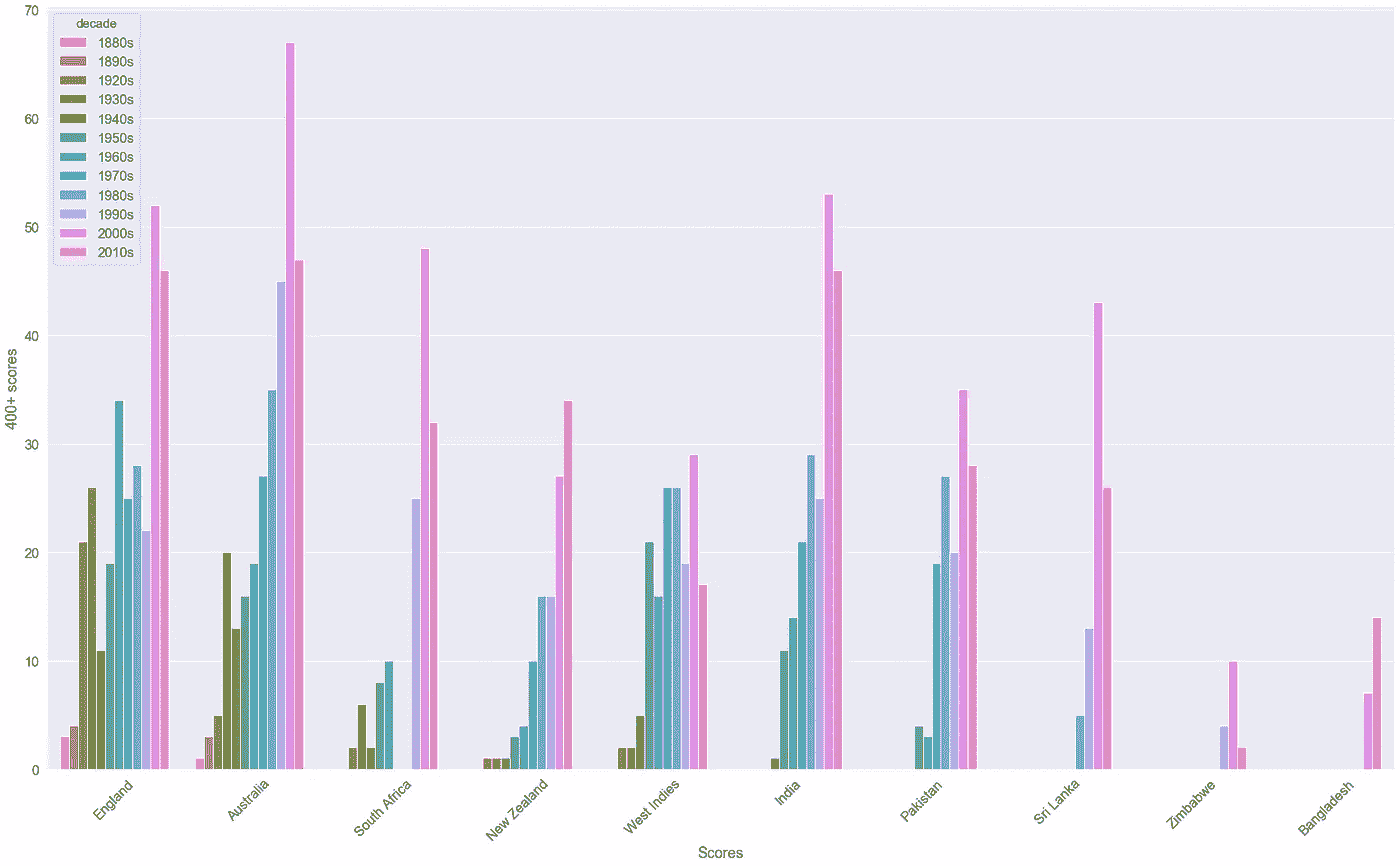 70
60
50
40
30
20
10
0
400+ scores
decade
1880s
1890s
1920s
1930s
1940s
1950s
1960s
1970s
1980s
1990s
2000s
2010s
England
Australia
South Africa
New Zealand
West Indies
India
Pakistan
Sri Lanka
Zimbabwe
Bangladesh
Scores